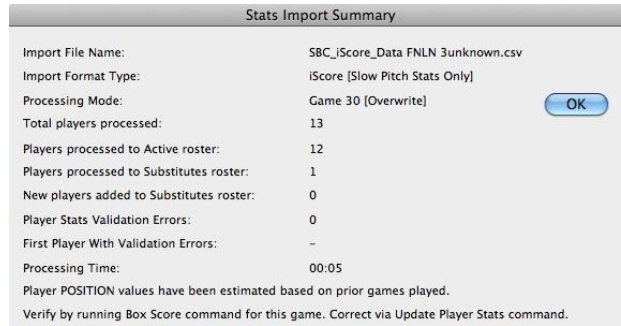 Stats Import Summary
Import File Name: SBC_iScore_Data FNLN 3unknown.csv
Import Format Type: iScore [Slow Pitch Stats Only]
Processing Mode: Game 30 [Overwrite]
OK
Total players processed: 13
Players processed to Active roster: 12
Players processed to Substitutes roster: 1
New players added to Substitutes roster: 0
Player Stats Validation Errors: 0
First Player With Validation Errors: –
Processing Time: 00:05
Player POSITION values have been estimated based on prior games played.
Verify by running Box Score command for this game. Correct via Update Player Stats command.